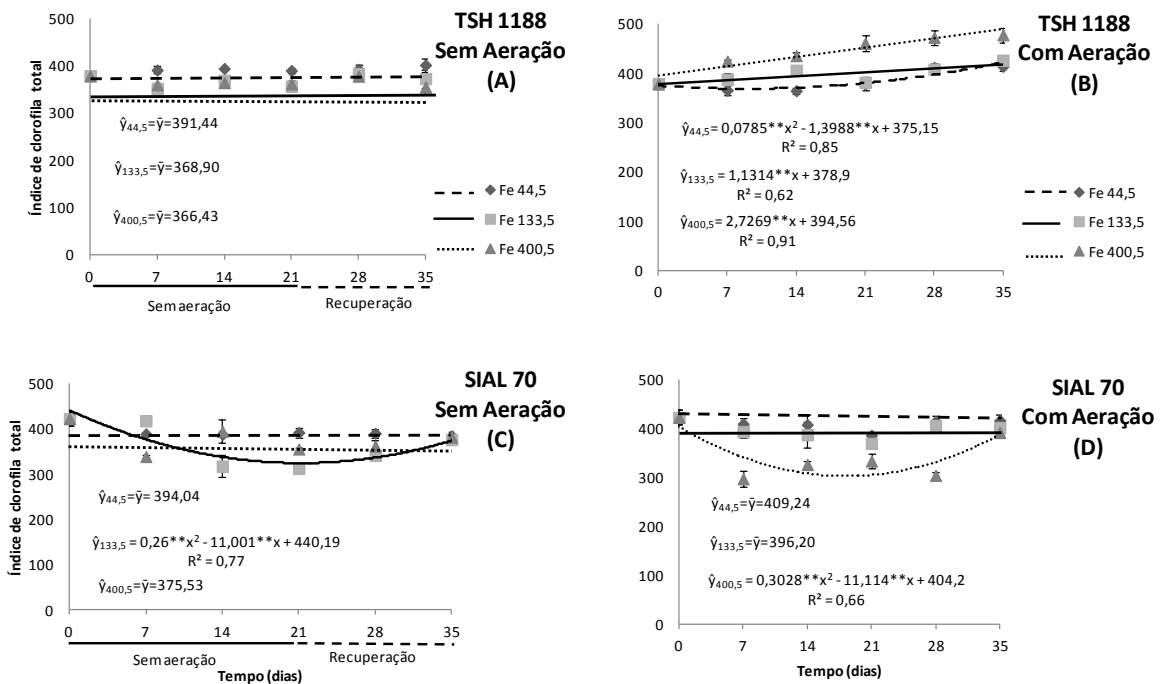 TSH 1188
Sem Aeração
(A)
Índice de clorofila total
500
400
300
200
100
0
ŷ44,5=ȳ=391,44
ŷ133,5=ȳ=368,90
ŷ400,5=ȳ=366,43
Fe 44,5
Fe 133,5
Fe 400,5
0 7 14 21 28 35
Sem aeração Recuperação
TSH 1188
Com Aeração
(B)
500
400
300
200
100
0
ŷ44,5= 0,0785**x² - 1,3988**x + 375,15
R² = 0,85
ŷ133,5= 1,1314**x + 378,9
R² = 0,62
ŷ400,5= 2,7269**x + 394,56
R² = 0,91
Fe 44,5
Fe 133,5
Fe 400,5
0 7 14 21 28 35
SIAL 70
Sem Aeração
(C)
Índice de clorofila total
500
400
300
400
100
0
ŷ44,5=ȳ= 394,04
ŷ133,5= 0,26**x² - 11,001**x + 440,19
R² = 0,77
ŷ400,5=ȳ=375,53
0 7 14 21 28 35
Sem aeração Recuperação
Tempo (dias)
SIAL 70
Com Aeração
(D)
500
400
300
400
100
0
ŷ44,5=ȳ=409,24
ŷ133,5=ȳ=396,20
ŷ400,5= 0,3028**x² - 11,114**x + 404,2
R² = 0,66
0 7 14 21 28 35
Tempo (dias)